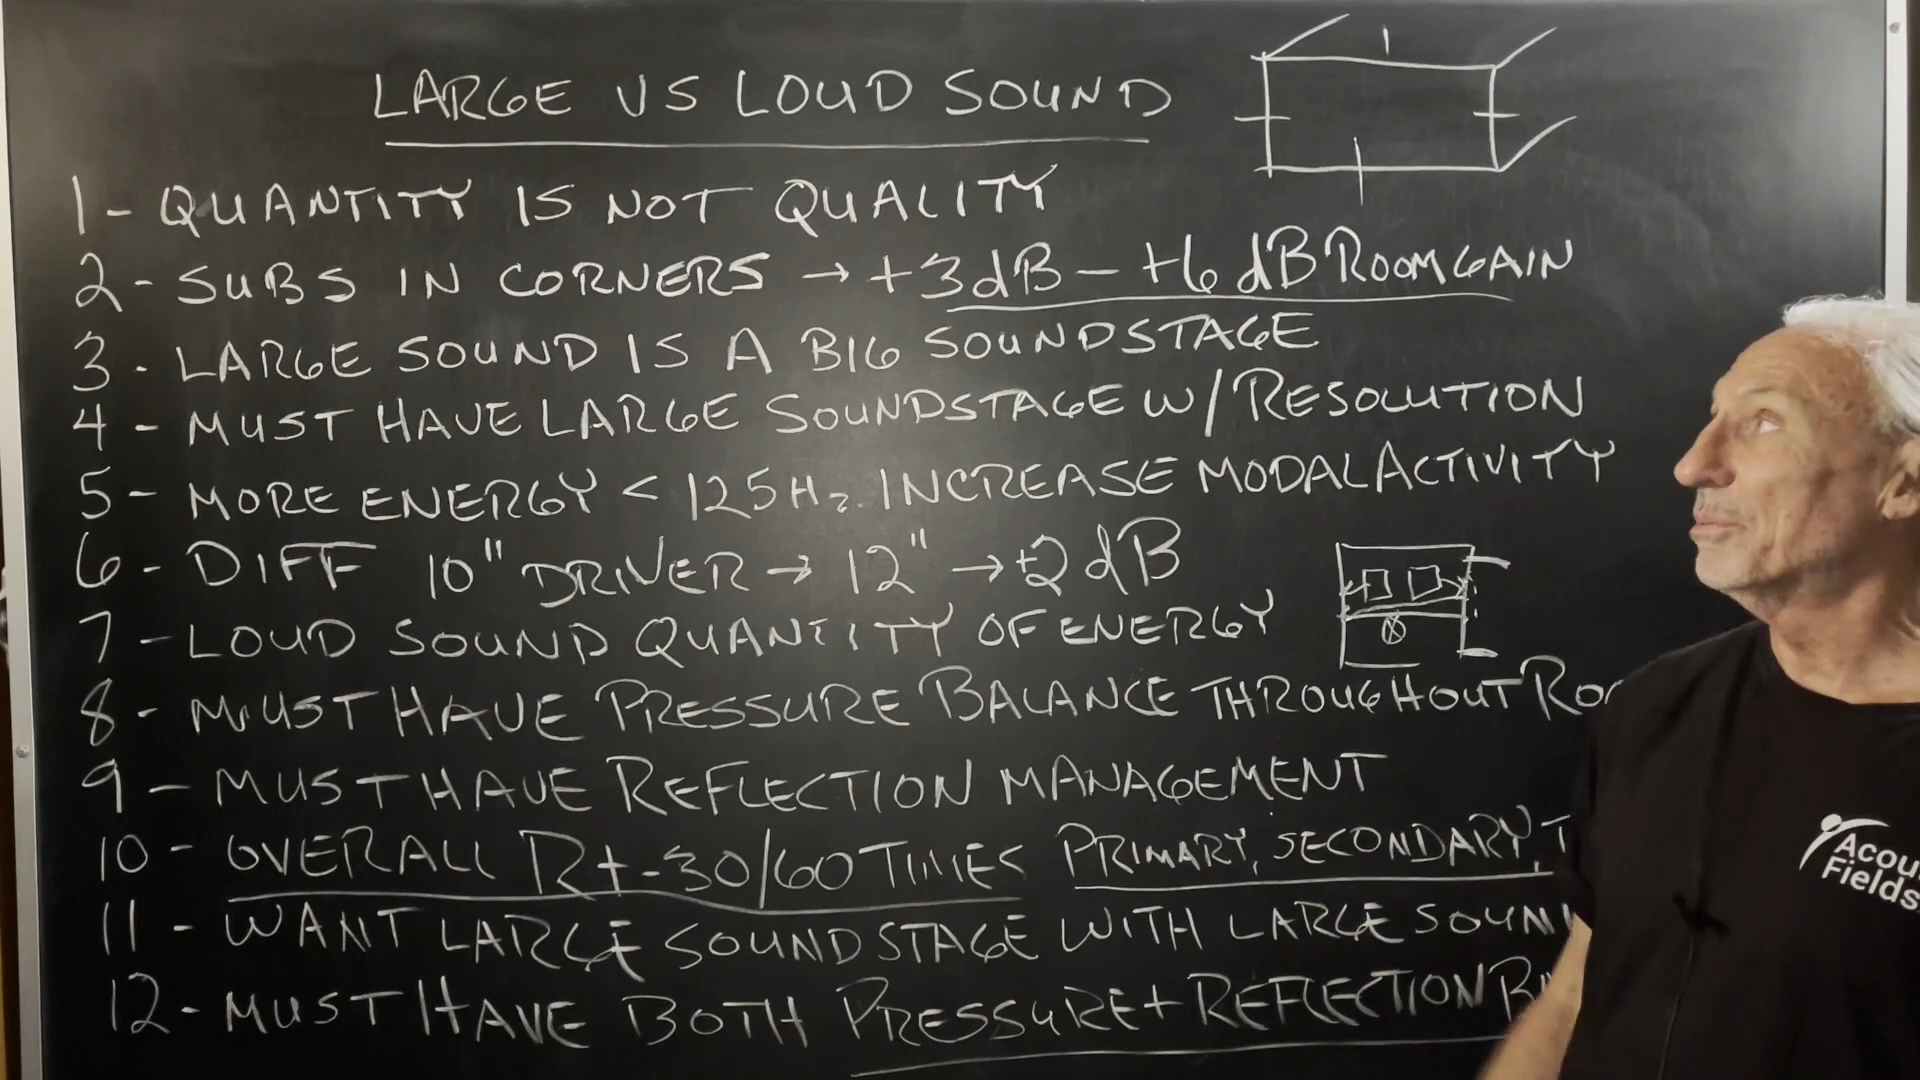 LARGE VS LOUD SOUND
1- QUANTITY IS NOT QUALITY
2- SUBS IN CORNERS → +3dB - +6dB ROOM GAIN
3- LARGE SOUND IS A BIG SOUNDSTAGE
4- MUST HAVE LARGE SOUNDSTAGE W/ RESOLUTION
5- MORE ENERGY < 125Hz. INCREASE MODAL ACTIVITY
6- DIFF 10" DRIVER → 12" → +2dB
7- LOUD SOUND QUANTITY OF ENERGY
8- MUST HAVE PRESSURE BALANCE THROUGHOUT
9- MUST HAVE REFLECTION MANAGEMENT
10- OVERALL Rt-30/60 TIMES PRIMARY, SECONDARY,
11- WANT LARGE SOUNDSTAGE WITH LARGE
12- MUST HAVE BOTH PRESSURE + REFLECTION
Fields